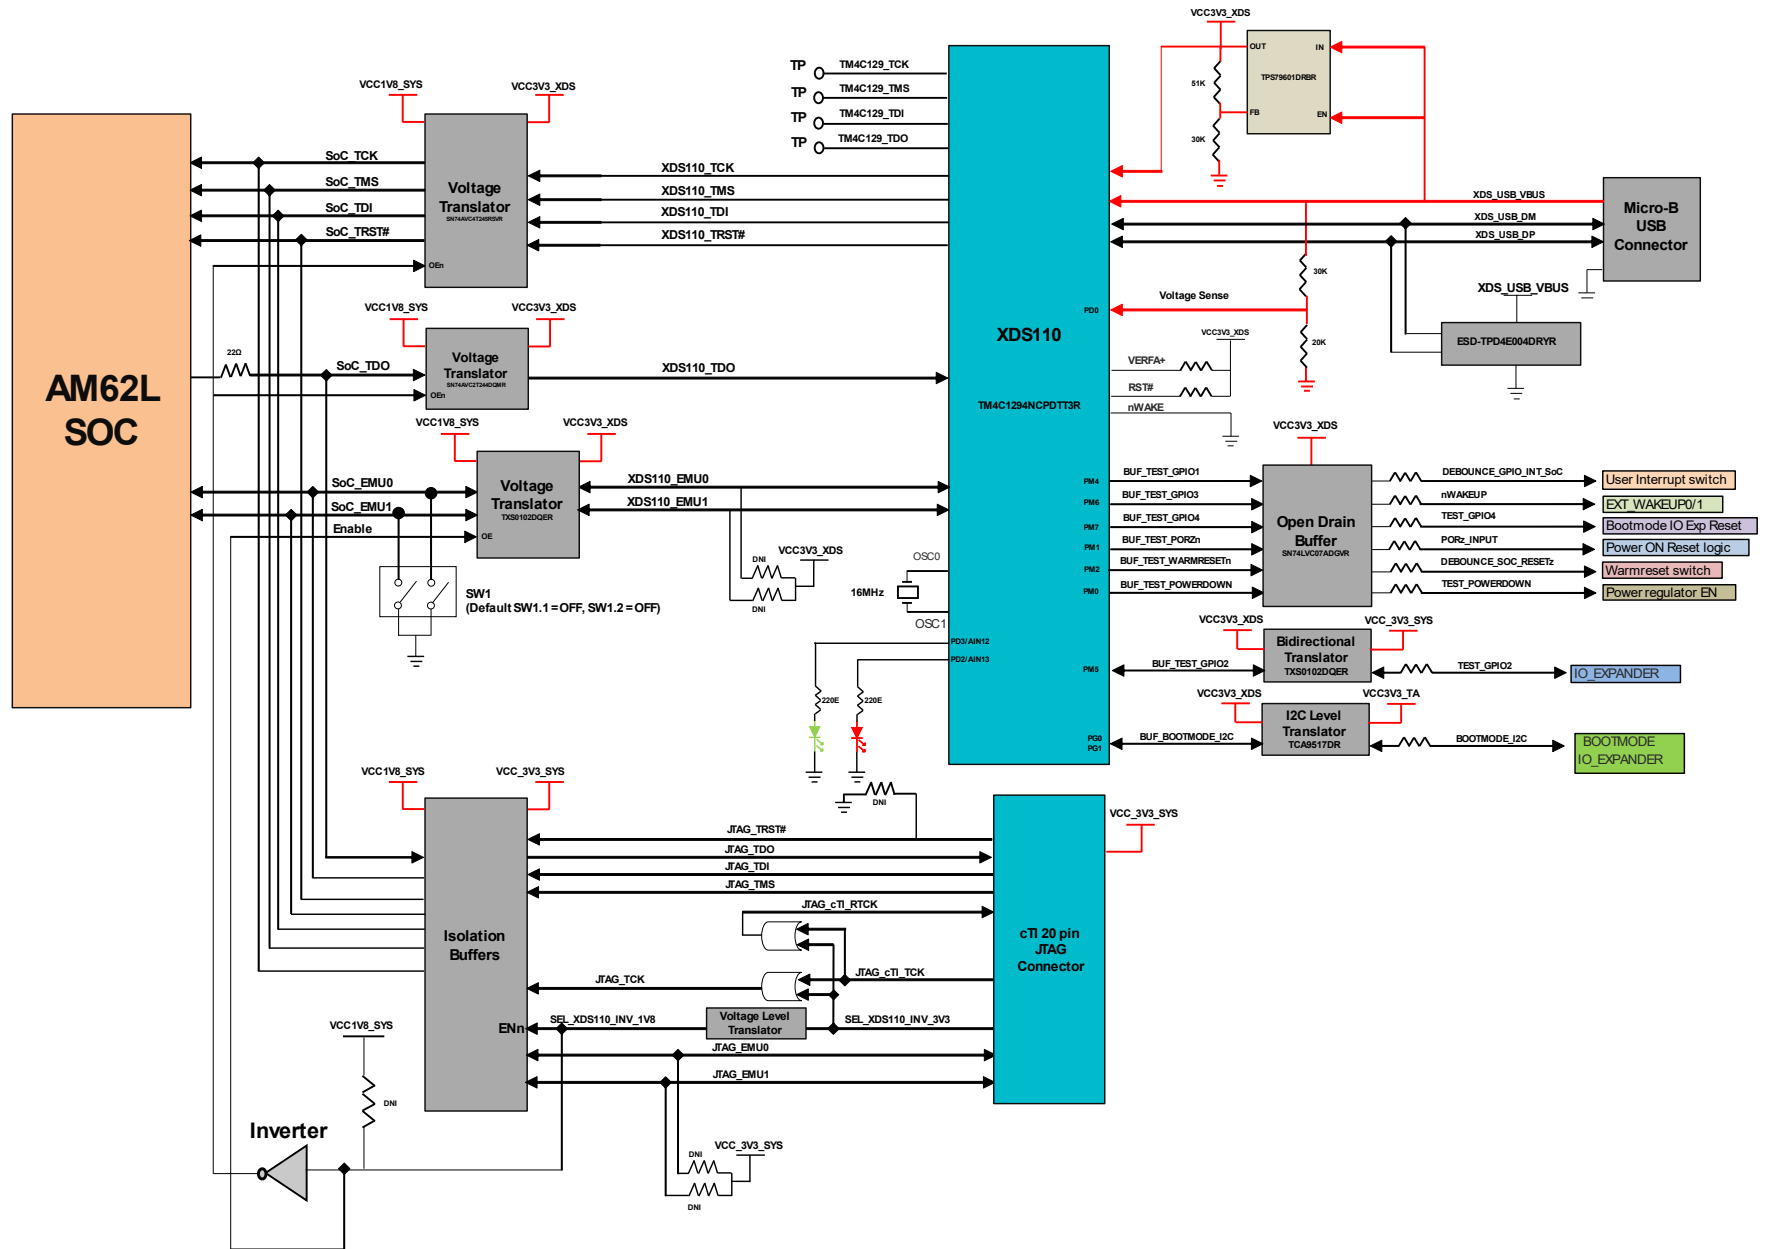 VCC3V3_XDS
OUT
IN
TPS79601DRBR
51K
FB
EN
30K
TP
TM4C129_TCK
TP
TM4C129_TMS
TP
TM4C129_TDI
TP
TM4C129_TDO
VCC1V8_SYS
VCC3V3_XDS
SoC_TCK
SoC_TMS
SoC_TDI
SoC_TRST#
Voltage
Translator
SN74AVC4T245RSVR
OEn
XDS110_TCK
XDS110_TMS
XDS110_TDI
XDS110_TRST#
XDS_USB_VBUS
XDS_USB_DM
XDS_USB_DP
Micro-B
USB
Connector
30K
Voltage Sense
PD0
20K
XDS_USB_VBUS
ESD-TPD4E004DRYR
AM62L
SOC
VCC1V8_SYS
VCC3V3_XDS
22Ω
SoC_TDO
Voltage
Translator
SN74AVC2T244DQMR
OEn
XDS110_TDO
XDS110
TM4C1294NCPDTT3R
VCC3V3_XDS
VERFA+
RST#
nWAKE
VCC1V8_SYS
VCC3V3_XDS
SoC_EMU0
SoC_EMU1
Enable
Voltage
Translator
TXS0102DQER
OE
XDS110_EMU0
XDS110_EMU1
SW1
(Default SW1.1 = OFF, SW1.2 = OFF)
DNI
VCC3V3_XDS
DNI
OSC0
16MHz
OSC1
PD3/AIN12
PD2/AIN13
220E
220E
VCC3V3_XDS
PM4
BUF_TEST_GPIO1
PM6
BUF_TEST_GPIO3
PM7
BUF_TEST_GPIO4
PM1
BUF_TEST_PORZn
PM2
BUF_TEST_WARMRESETn
PM0
BUF_TEST_POWERDOWN
Open Drain
Buffer
SN74LVC07ADGVR
DEBOUNCE_GPIO_INT_SoC
User Interrupt switch
nWAKEUP
EXT_WAKEUP0/1
TEST_GPIO4
Bootmode IO Exp Reset
PORz_INPUT
Power ON Reset logic
DEBOUNCE_SOC_RESETz
Warmreset switch
TEST_POWERDOWN
Power regulator EN
VCC3V3_XDS
VCC_3V3_SYS
PM5
BUF_TEST_GPIO2
Bidirectional
Translator
TXS0102DQER
TEST_GPIO2
IO_EXPANDER
VCC3V3_XDS
VCC3V3_TA
PG0
PG1
BUF_BOOTMODE_I2C
I2C Level
Translator
TCA9517DR
BOOTMODE_I2C
BOOTMODE
IO_EXPANDER
VCC1V8_SYS
VCC_3V3_SYS
Isolation
Buffers
ENn
DNI
JTAG_TRST#
JTAG_TDO
JTAG_TDI
JTAG_TMS
JTAG_cTI_RTCK
JTAG_TCK
JTAG_cTI_TCK
SEL_XDS110_INV_1V8
Voltage Level
Translator
SEL_XDS110_INV_3V3
JTAG_EMU0
JTAG_EMU1
cTI 20 pin
JTAG
Connector
VCC_3V3_SYS
VCC1V8_SYS
DNI
Inverter
DNI
VCC_3V3_SYS
DNI